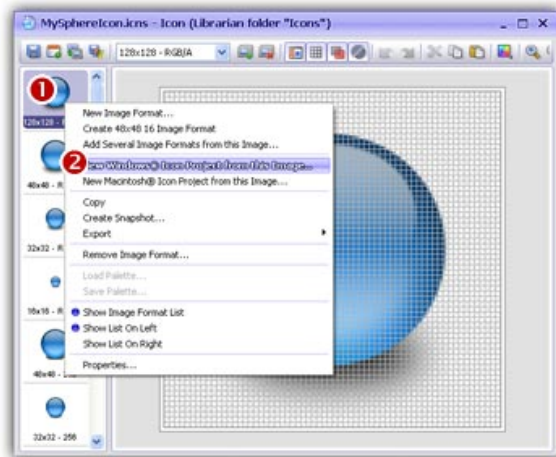 MySphereIcon.icns - Icon (Librarian folder "Icons")
128x128 - RGB/A
1
128x128 - R
New Image Format...
Create 48x48 16 Image Format
Add Several Image Formats from this Image...
2
New Windows® Icon Project from this Image...
New Macintosh® Icon Project from this Image...
48x48 - R
Copy
Create Snapshot...
Export
32x32 - R
Remove Image Format...
Load Palette...
Save Palette...
16x16 - R
Show Image Format List
Show List On Left
Show List On Right
Properties...
48x48 -
32x32 - 256